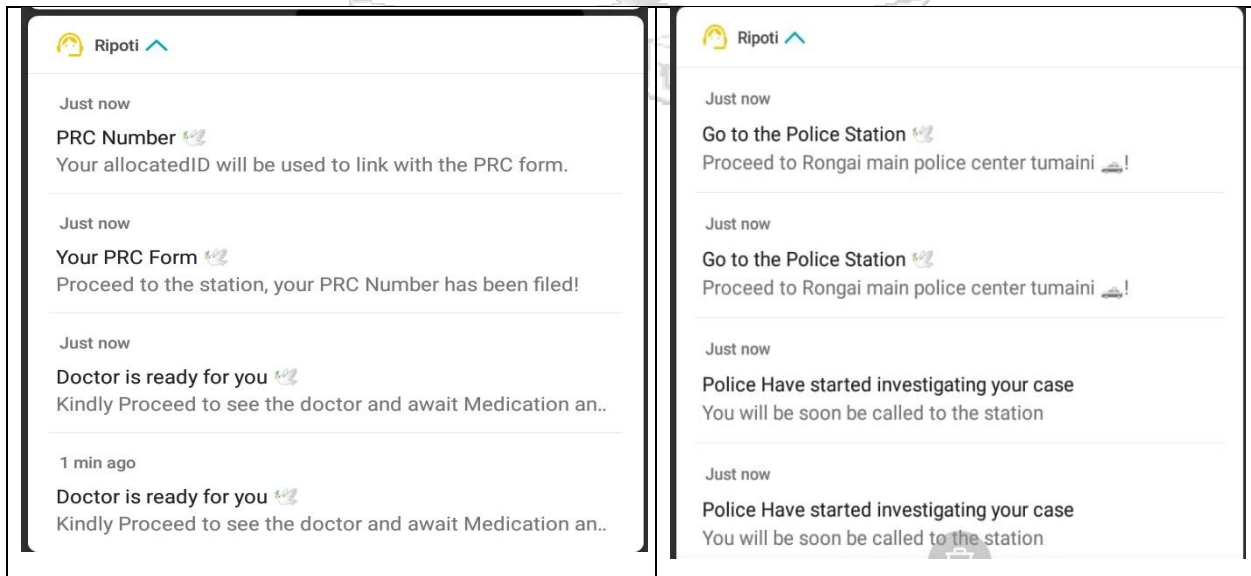 Ripoti
Just now
PRC Number 🕊
Your allocatedID will be used to link with the PRC form.
Just now
Your PRC Form 🕊
Proceed to the station, your PRC Number has been filed!
Just now
Doctor is ready for you 🕊
Kindly Proceed to see the doctor and await Medication an..
1 min ago
Doctor is ready for you 🕊
Kindly Proceed to see the doctor and await Medication an..
Ripoti
Just now
Go to the Police Station 🕊
Proceed to Rongai main police center tumaini 🚓!
Just now
Go to the Police Station 🕊
Proceed to Rongai main police center tumaini 🚓!
Just now
Police Have started investigating your case
You will be soon be called to the station
Just now
Police Have started investigating your case
You will be soon be called to the station